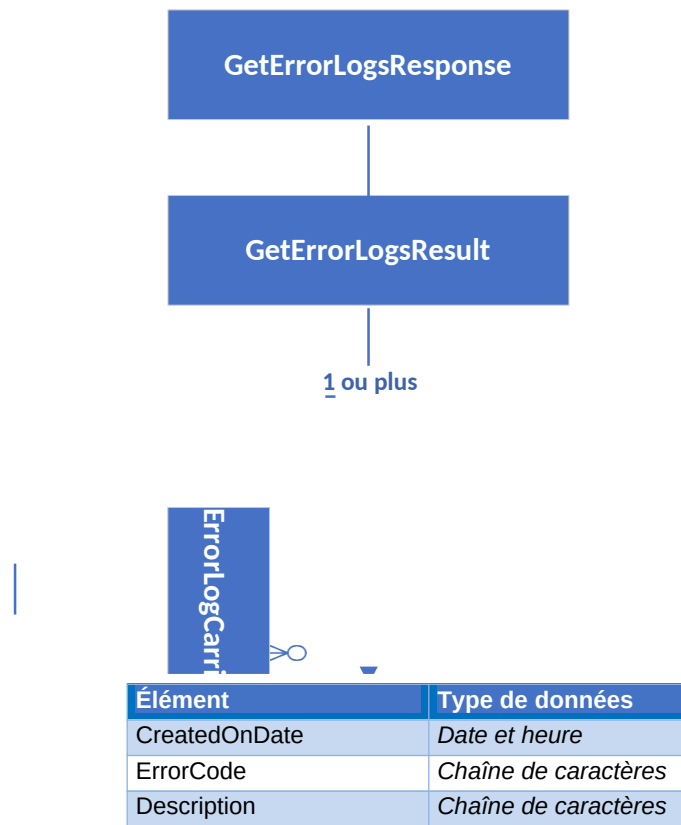 GetErrorLogsResponse
GetErrorLogsResult
1 ou plus
ErrorLogCarri
Élément Type de données
CreatedOnDate Date et heure
ErrorCode Chaîne de caractères
Description Chaîne de caractères